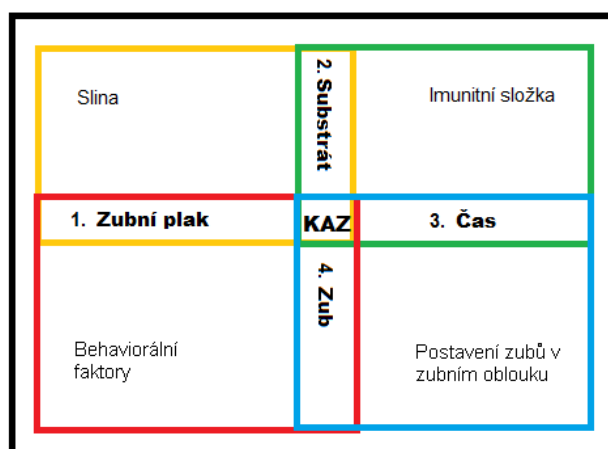 Slina
2. Substrát
Imunitní složka
1. Zubní plak
KAZ
3. Čas
4. Zub
Behaviorální
faktory
Postavení zubů v
zubním oblouku